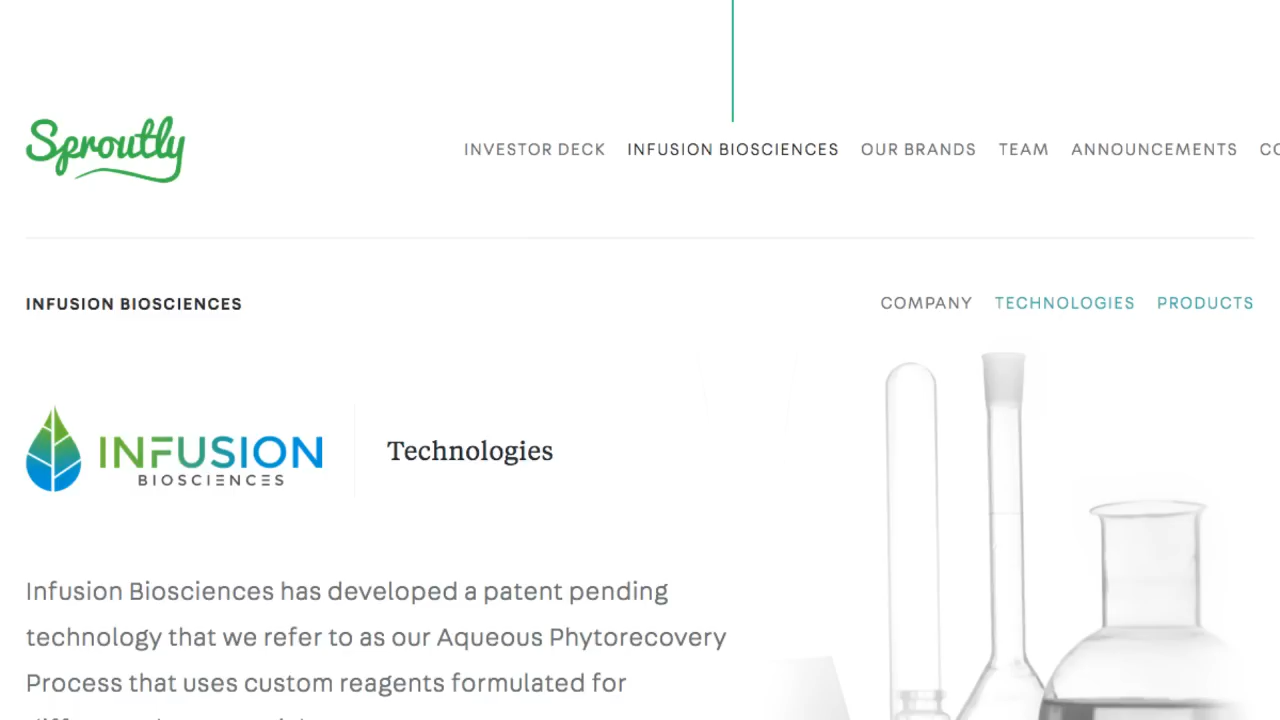 Sproutly
INVESTOR DECK INFUSION BIOSCIENCES OUR BRANDS TEAM ANNOUNCEMENTS
INFUSION BIOSCIENCES
COMPANY TECHNOLOGIES PRODUCTS
INFUSION
BIOSCIENCES
Technologies
Infusion Biosciences has developed a patent pending
technology that we refer to as our Aqueous Phytorecovery
Process that uses custom reagents formulated for